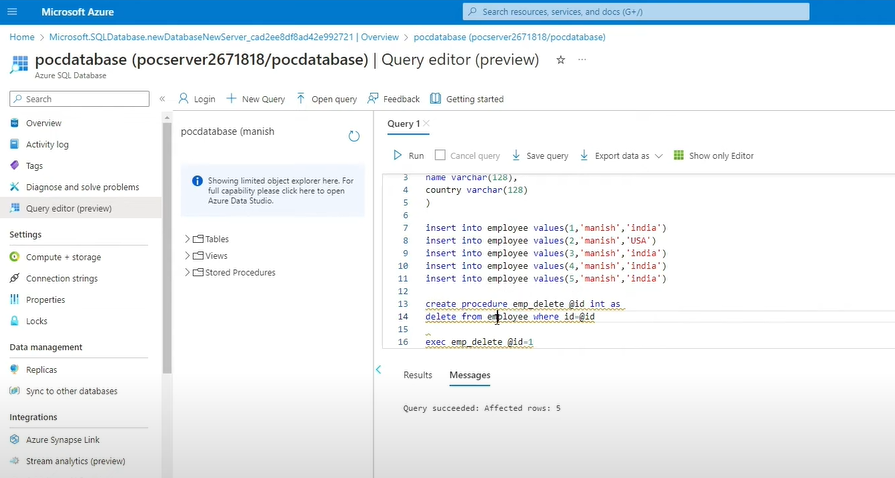 Microsoft Azure
Search resources, services, and docs (G+/)
Home > Microsoft.SQLDatabase.newDatabaseNewServer_cad2ee8df8ad42e992721 | Overview > pocdatabase (pocserver2671818/pocdatabase)
pocdatabase (pocserver2671818/pocdatabase) | Query editor (preview)
Azure SQL Database
Search
Overview
Activity log
Tags
Diagnose and solve problems
Query editor (preview)
Settings
Compute + storage
Connection strings
Properties
Locks
Data management
Replicas
Sync to other databases
Integrations
Azure Synapse Link
Stream analytics (preview)
Login
New Query
Open query
Feedback
Getting started
pocdatabase (manish
Showing limited object explorer here. For
full capability please click here to open
Azure Data Studio.
Tables
Views
Stored Procedures
Query 1
Run
Cancel query
Save query
Export data as
Show only Editor
3 name varchar(128),
4 country varchar(128)
5 )
6
7 insert into employee values(1,'manish','india')
8 insert into employee values(2,'manish','USA')
9 insert into employee values(3,'manish','india')
10 insert into employee values(4,'manish','india')
11 insert into employee values(5,'manish','india')
12
13 create procedure emp_delete @id int as
14 delete from employee where id=@id
15
16 exec emp_delete @id=1
Results
Messages
Query succeeded: Affected rows: 5